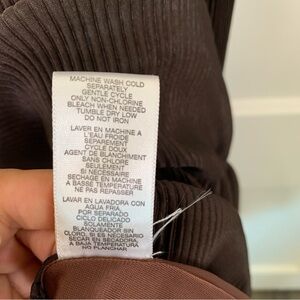 MACHINE WASH COLD
SEPARATELY
GENTLE CYCLE
ONLY NON-CHLORINE
BLEACH WHEN NEEDED
TUMBLE DRY LOW
DO NOT IRON
LAVER EN MACHINE A
L'EAU FROIDE
SEPAREMENT
CYCLE DOUX
AGENT DE BLANCHIMENT
SANS CHLORE
SEULEMENT
SI NECESSAIRE
SECHAGE EN MACHINE
A BASSE TEMPERATURE
NE PAS REPASSER
LAVAR EN LAVADORA CON
AGUA FRIA,
POR SEPARADO
CICLO DELICADO
SOLAMENTE
BLANQUEADOR SIN
CLORO, SI ES NECESARIO
SECAR EN SECADORA,
A BAJA TEMPERATURA
NO PLANCHAR